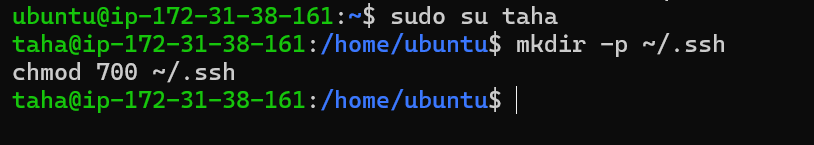 ubuntu@ip-172-31-38-161:~$ sudo su taha
taha@ip-172-31-38-161:/home/ubuntu$ mkdir -p ~/.ssh
chmod 700 ~/.ssh
taha@ip-172-31-38-161:/home/ubuntu$